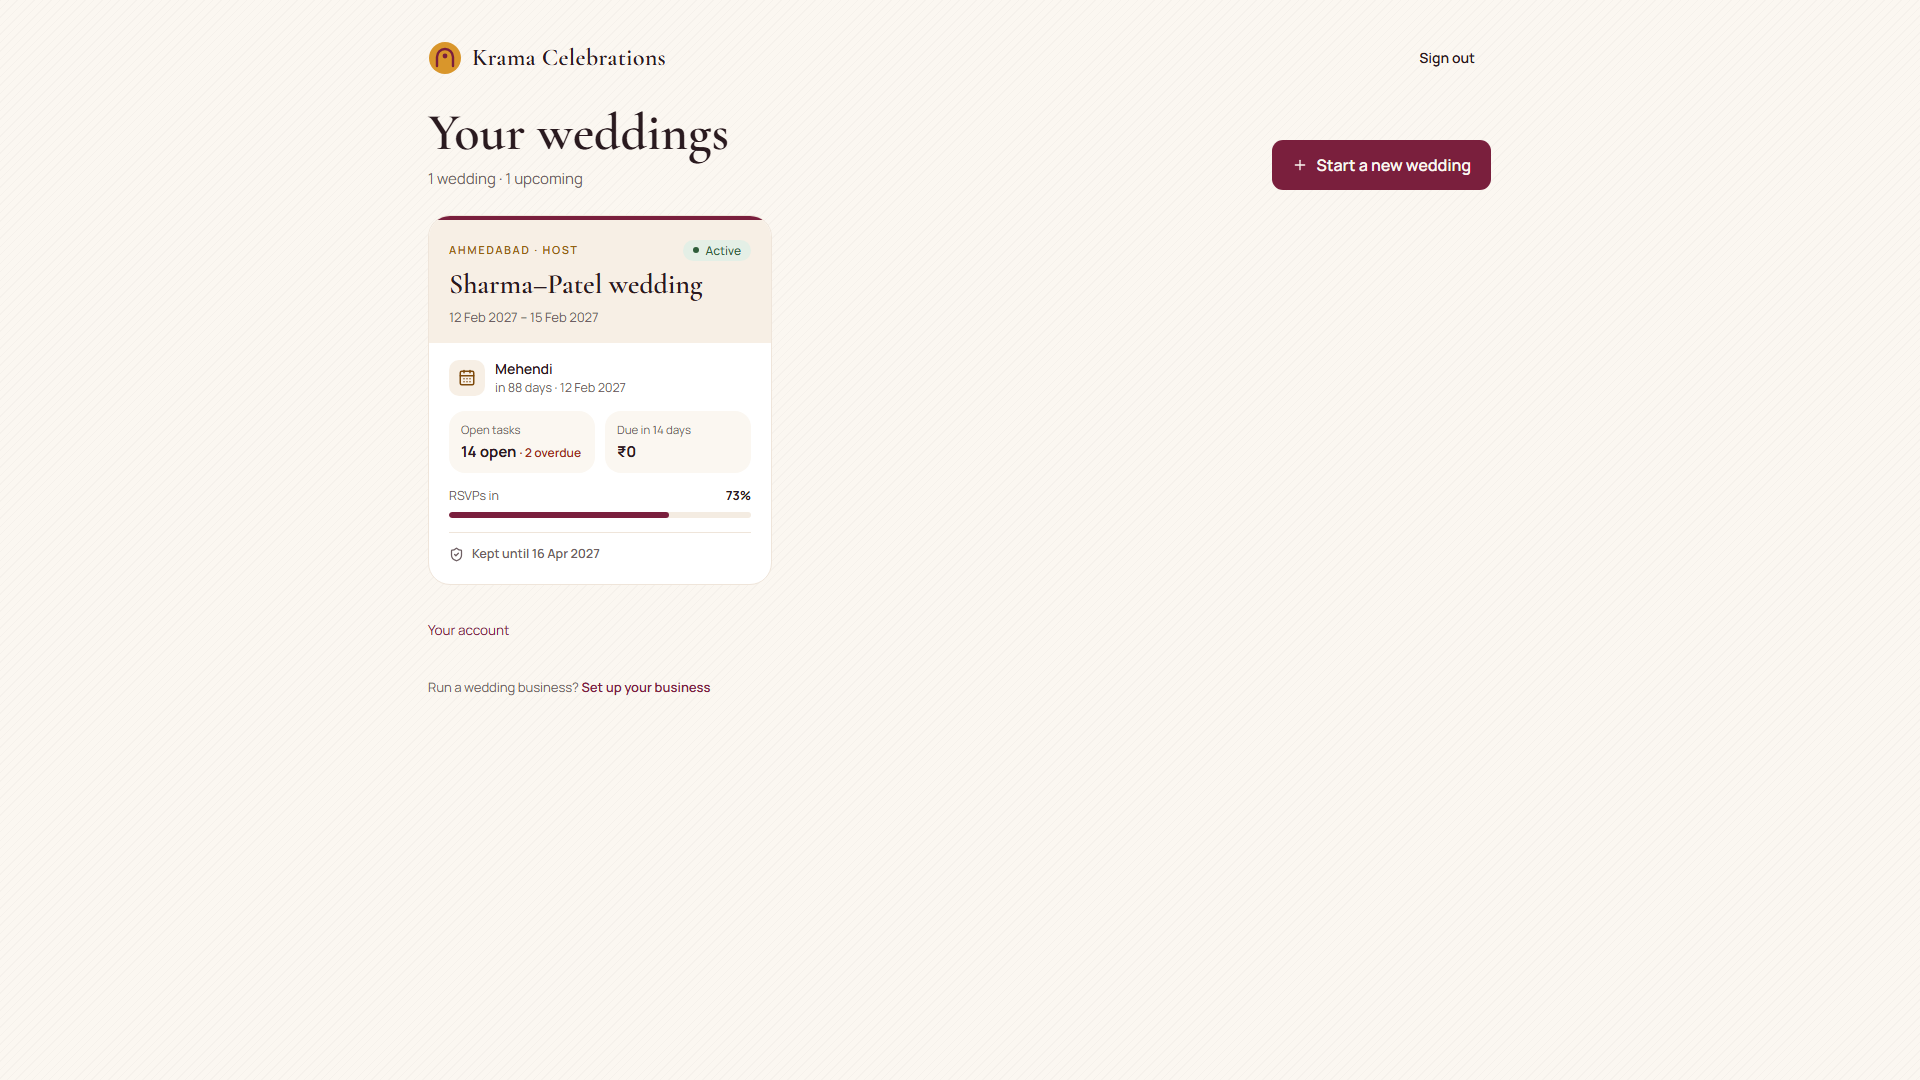 Krama Celebrations
Sign out
Your weddings
1 wedding · 1 upcoming
+ Start a new wedding
AHMEDABAD · HOST
Active
Sharma–Patel wedding
12 Feb 2027 – 15 Feb 2027
Mehendi
in 88 days · 12 Feb 2027
Open tasks
14 open · 2 overdue
Due in 14 days
₹0
RSVPs in
73%
Kept until 16 Apr 2027
Your account
Run a wedding business? Set up your business